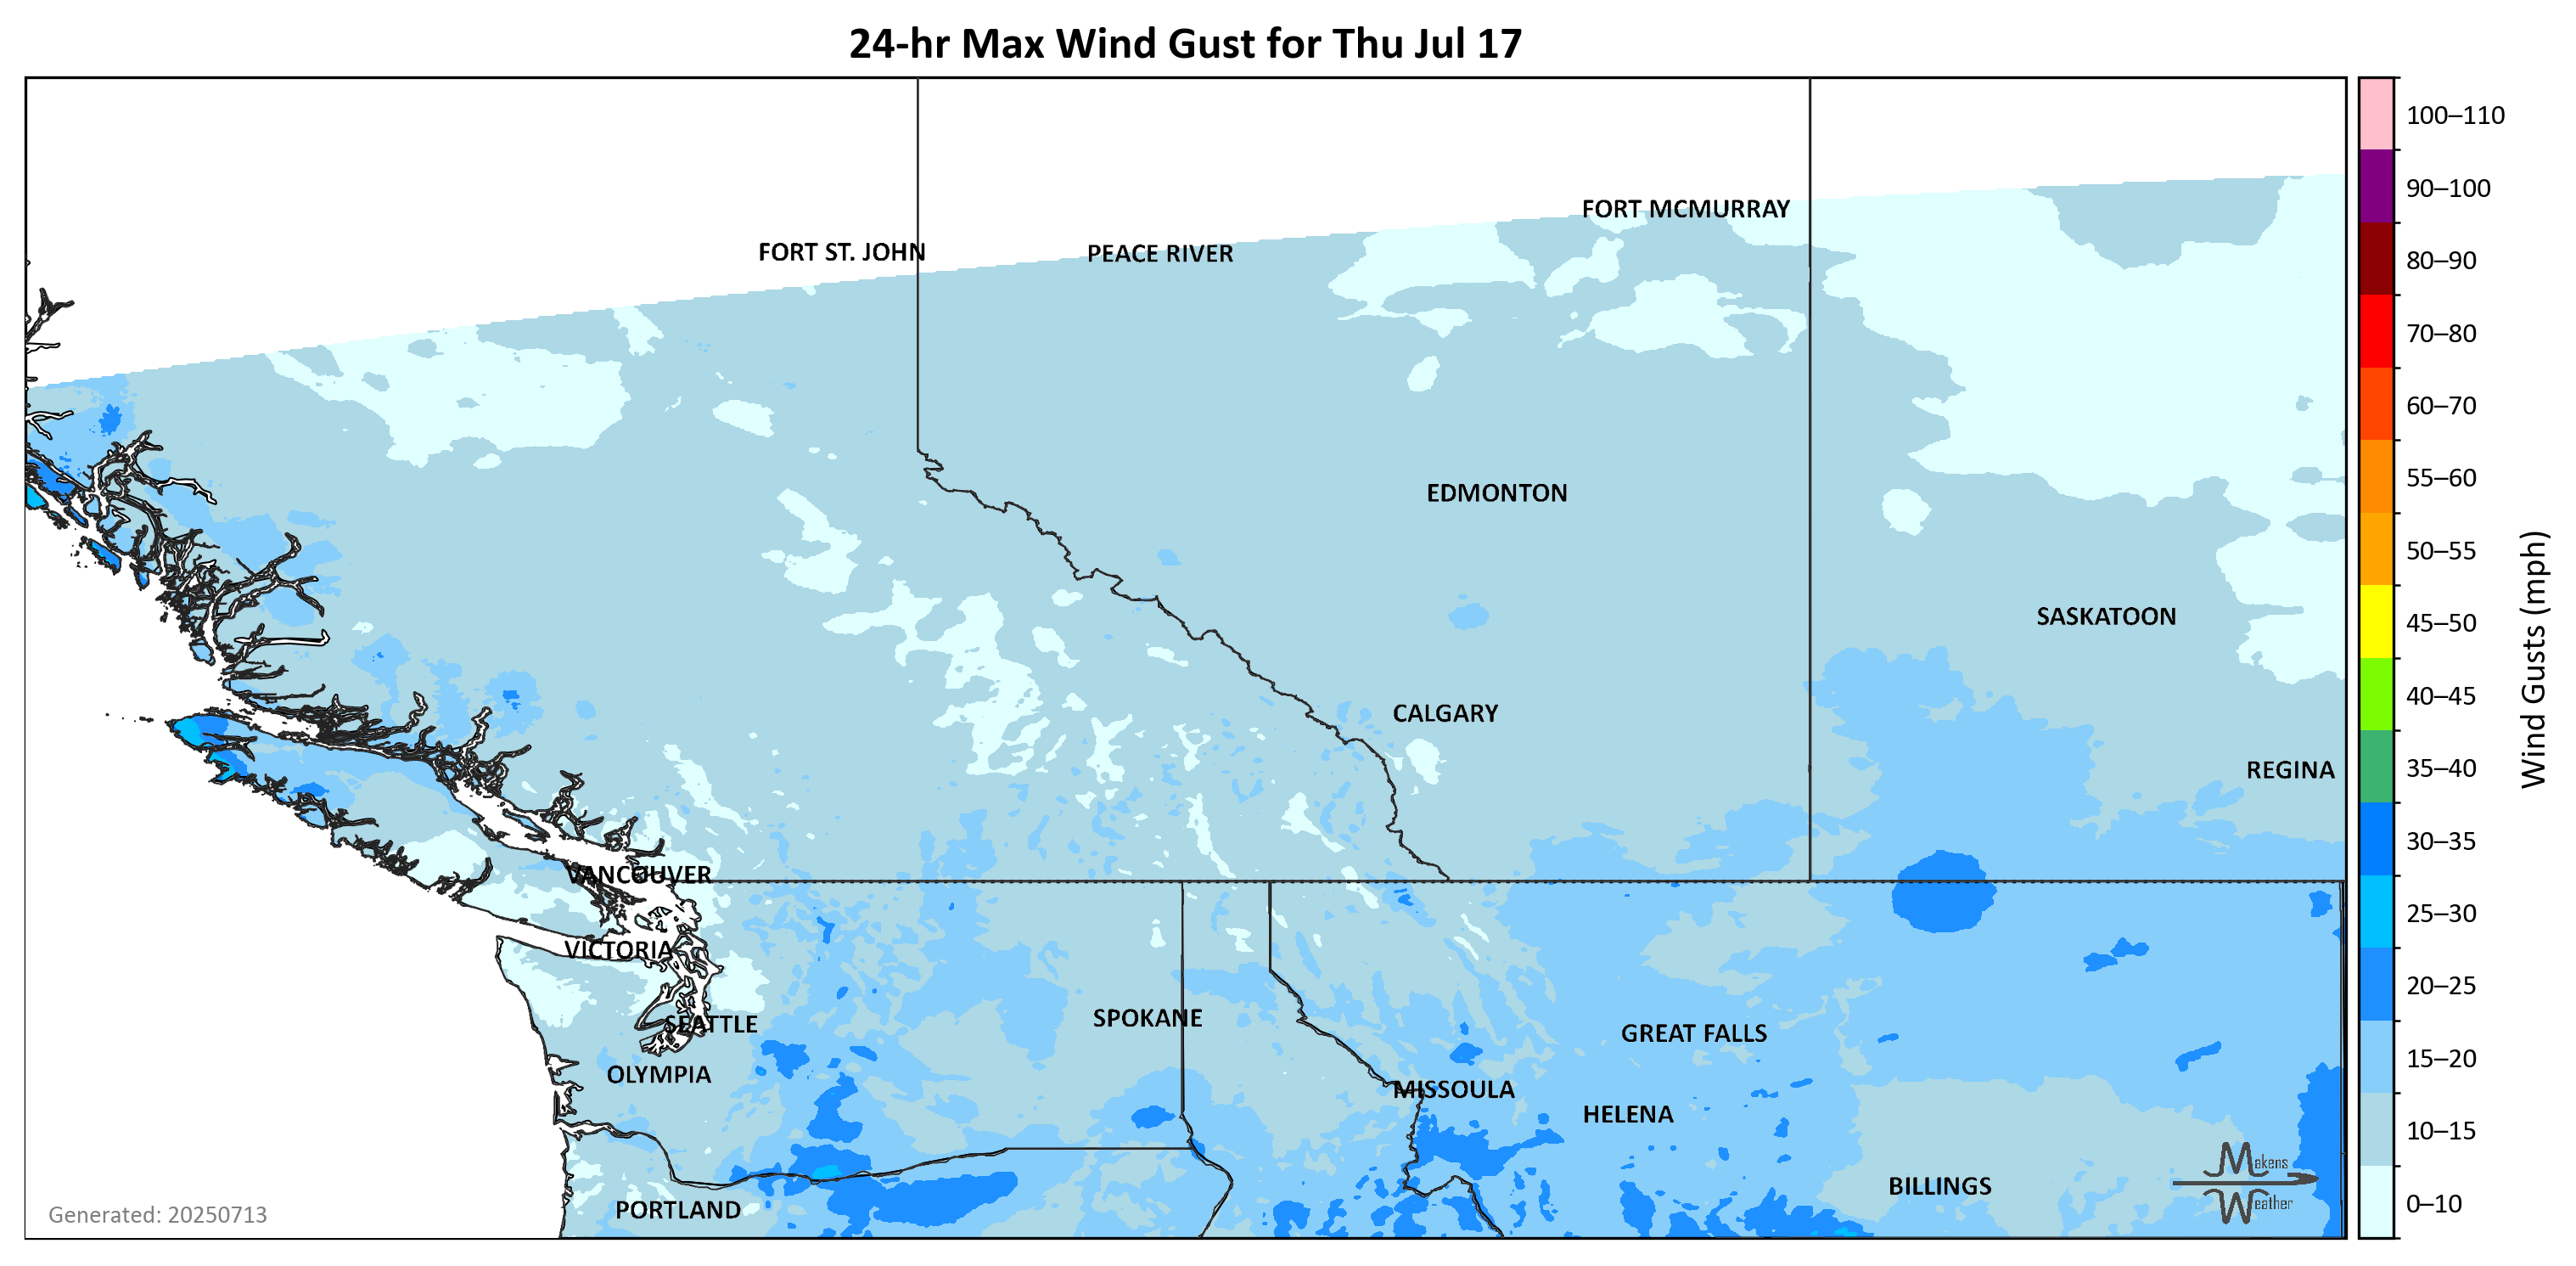 24-hr Max Wind Gust for Thu Jul 17
100–110
90–100
80–90
70–80
60–70
55–60
50–55
45–50
40–45
35–40
30–35
25–30
20–25
15–20
10–15
0–10
Wind Gusts (mph)
FORT MCMURRAY
FORT ST. JOHN
PEACE RIVER
EDMONTON
SASKATOON
CALGARY
REGINA
VANCOUVER
VICTORIA
SPOKANE
SEATTLE
GREAT FALLS
OLYMPIA
MISSOULA
HELENA
BILLINGS
PORTLAND
Makens
Weather
Generated: 20250713